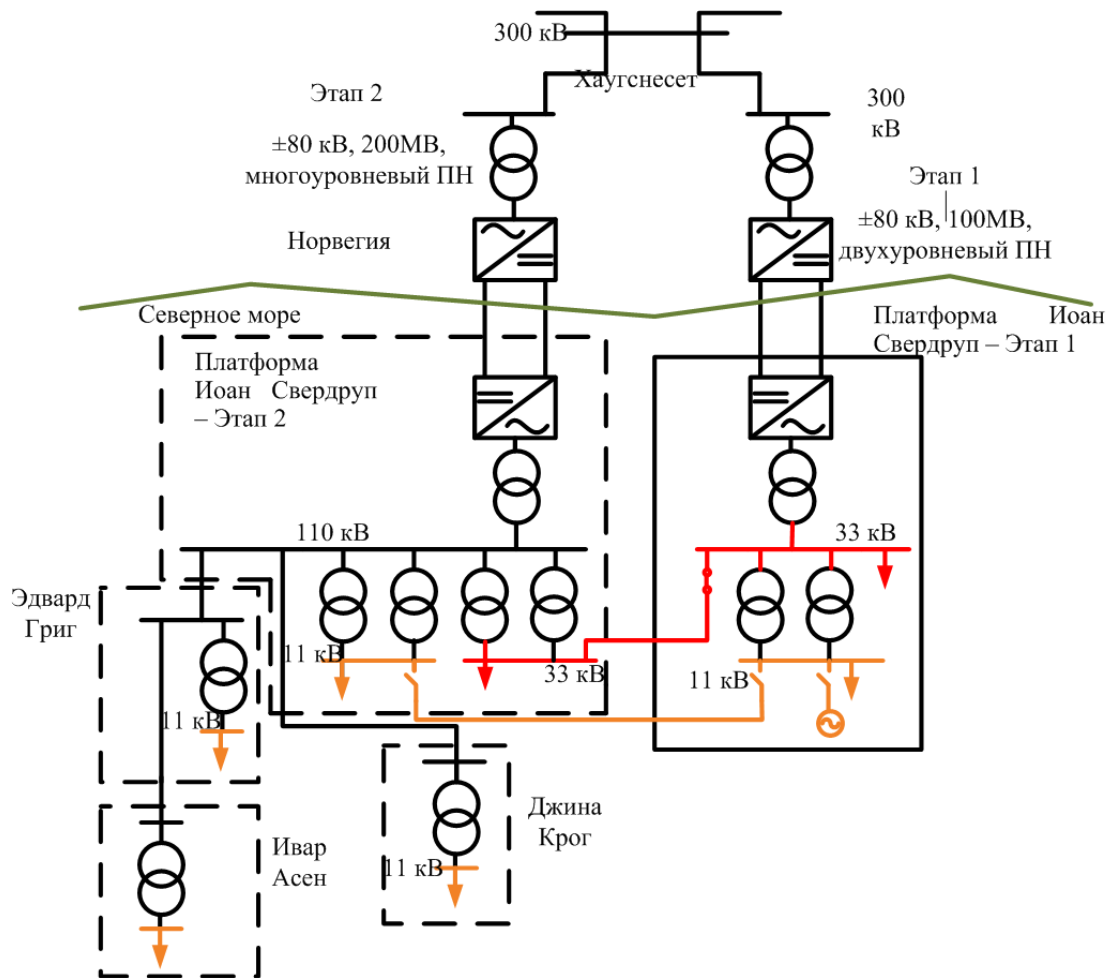 300 кВ
Хаугснесет
Этап 2
300
кВ
±80 кВ, 200МВ,
многоуровневый ПН
Этап 1
±80 кВ, 100МВ,
двухуровневый ПН
Норвегия
Северное море
Платформа Иоан
Свердруп – Этап 1
Платформа
Иоан Свердруп
– Этап 2
110 кВ
33 кВ
Эдвард
Григ
11 кВ
33 кВ
11 кВ
11 кВ
Джина
Крог
Ивар
Асен
11 кВ